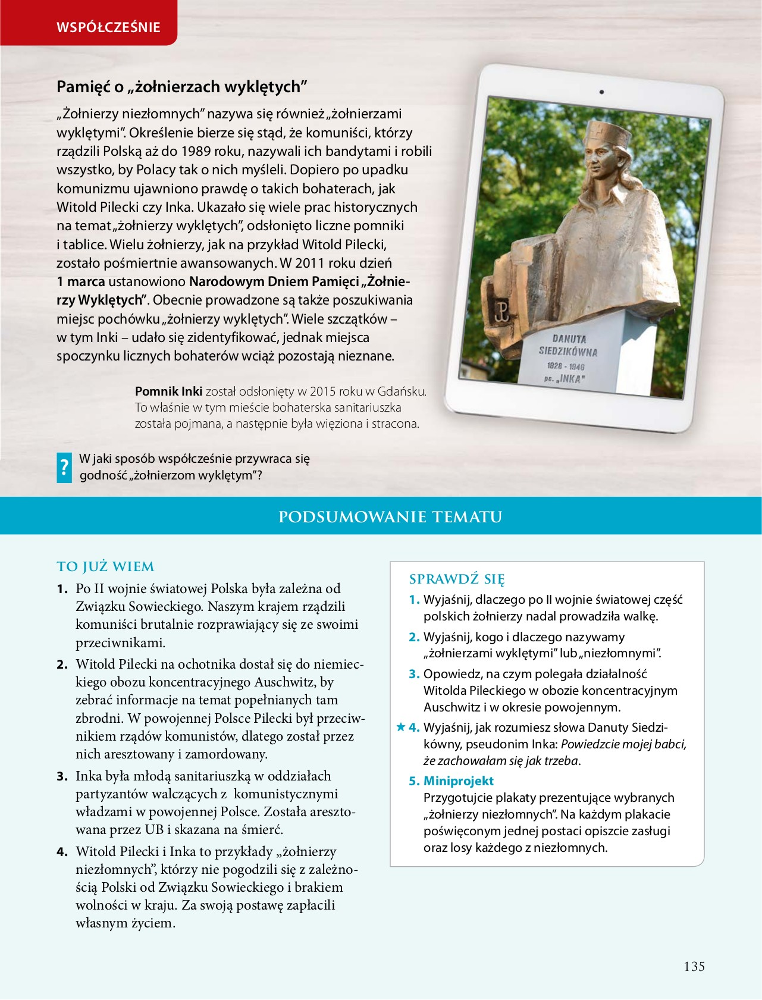 WSPÓŁCZEŚNIE
Pamięć o „żołnierzach wyklętych”
„Żołnierzy niezłomnych” nazywa się również „żołnierzami
wyklętymi”. Określenie bierze się stąd, że komuniści, którzy
rządzili Polską aż do 1989 roku, nazywali ich bandytami i robili
wszystko, by Polacy tak o nich myśleli. Dopiero po upadku
komunizmu ujawniono prawdę o takich bohaterach, jak
Witold Pilecki czy Inka. Ukazało się wiele prac historycznych
na temat „żołnierzy wyklętych”, odsłonięto liczne pomniki
i tablice. Wielu żołnierzy, jak na przykład Witold Pilecki,
zostało pośmiertnie awansowanych. W 2011 roku dzień
1 marca ustanowiono Narodowym Dniem Pamięci „Żołnie-
rzy Wyklętych”. Obecnie prowadzone są także poszukiwania
miejsc pochówku „żołnierzy wyklętych”. Wiele szczątków –
w tym Inki – udało się zidentyfikować, jednak miejsca
spoczynku licznych bohaterów wciąż pozostają nieznane.
DANUTA
SIEDZIKÓWNA
1928 - 1946
ps. „INKA"
Pomnik Inki został odsłonięty w 2015 roku w Gdańsku.
To właśnie w tym mieście bohaterska sanitariuszka
została pojmana, a następnie była więziona i stracona.
? W jaki sposób współcześnie przywraca się
godność „żołnierzom wyklętym”?
PODSUMOWANIE TEMATU
TO JUŻ WIEM
1. Po II wojnie światowej Polska była zależna od
Związku Sowieckiego. Naszym krajem rządzili
komuniści brutalnie rozprawiający się ze swoimi
przeciwnikami.
2. Witold Pilecki na ochotnika dostał się do niemiec-
kiego obozu koncentracyjnego Auschwitz, by
zebrać informacje na temat popełnianych tam
zbrodni. W powojennej Polsce Pilecki był przeciw-
nikiem rządów komunistów, dlatego został przez
nich aresztowany i zamordowany.
3. Inka była młodą sanitariuszką w oddziałach
partyzantów walczących z komunistycznymi
władzami w powojennej Polsce. Została areszto-
wana przez UB i skazana na śmierć.
4. Witold Pilecki i Inka to przykłady „żołnierzy
niezłomnych”, którzy nie pogodzili się z zależno-
ścią Polski od Związku Sowieckiego i brakiem
wolności w kraju. Za swoją postawę zapłacili
własnym życiem.
SPRAWDŹ SIĘ
1. Wyjaśnij, dlaczego po II wojnie światowej część
polskich żołnierzy nadal prowadziła walkę.
2. Wyjaśnij, kogo i dlaczego nazywamy
„żołnierzami wyklętymi” lub „niezłomnymi”.
3. Opowiedz, na czym polegała działalność
Witolda Pileckiego w obozie koncentracyjnym
Auschwitz i w okresie powojennym.
★ 4. Wyjaśnij, jak rozumiesz słowa Danuty Siedzi-
kówny, pseudonim Inka: Powiedzcie mojej babci,
że zachowałam się jak trzeba.
5. Miniprojekt
Przygotujcie plakaty prezentujące wybranych
„żołnierzy niezłomnych”. Na każdym plakacie
poświęconym jednej postaci opiszcie zasługi
oraz losy każdego z niezłomnych.
135